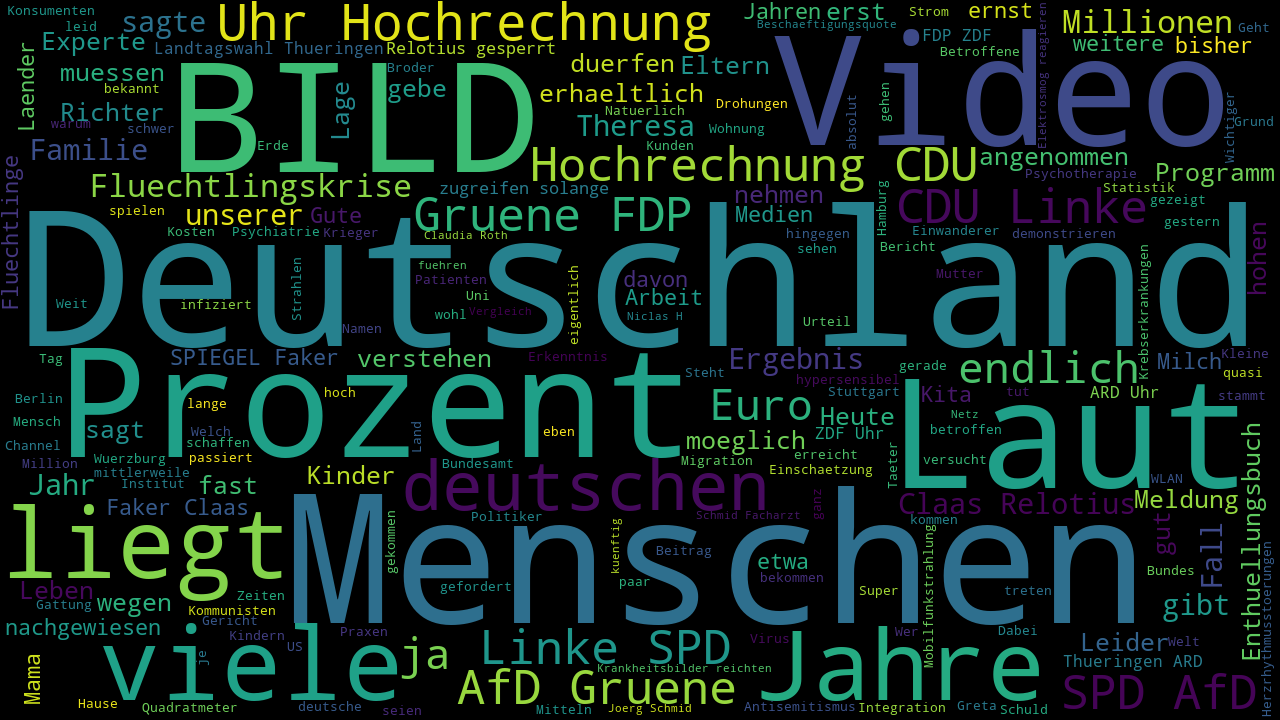 Konsumenten
leid
sagte
Uhr Hochrechnung
Jahren
erst
Strom
ernst
Millionen
Geht
Beschaeftigungsquote
Experte
Landtagswahl Thueringen
Relotius gesperrt
FDP ZDF
Betroffene
weitere
bisher
Laender
muessen
bekannt
BILD
Broder
gebe
Lage
duerfen
Eltern
Video
Elektrosmog reagieren
erhaeltlich
Natuerlich
Drohungen
gehen
absolut
Richter
warum
schwer
Theresa
Wohnung
Wichtiger
Grund
Familie
Erde
Kunden
Hochrechnung
CDU
angenommen
Psychotherapie
Programm
Fluechtlinge
Fluechtlingskrise
zugreifen solange
nehmen
Hamburg
Statistik
spielen
unserer
Gute
Gruene FDP
Medien
CDU Linke
gezeigt
gestern
Kosten
Psychiatrie
Krieger
Claudia Roth
hingegen
sehen
Einwanderer
demonstrieren
Bericht
hohen
Deutschland
fuehren
Patienten
davon
Mutter
Krebserkrankungen
Strahlen
infiziert
Weit
Uni
eigentlich
Arbeit
wohl
Vergleich
Niclas H
Urteil
Namen
Tag
SPIEGEL Faker
verstehen
Erkenntnis
Ergebnis
gerade
endlich
Milch
Kleine
quasi
Prozent
Steht
hypersensibel
Laut
Berlin
lange
hoch
Stuttgart
Kita
tut
ARD Uhr
stammt
Mensch
Euro
Heute
Netz
sagt
Welch
schaffen
Land
eben
moeglich
ZDF Uhr
betroffen
Channel
Wuerzburg
passiert
erreicht
Million
mittlerweile
Bundesamt
Migration
Einschaetzung
Taeter
versucht
Jahr
Institut
fast
Kinder
deutschen
WLAN
Enthuellungsbuch
Faker Claas
ganz
Claas Relotius
Meldung
liegt
gekommen
Politiker
Schmid Facharzt
kommen
gut
Fall
Menschen
kuenftig
Beitrag
Mobilfunkstrahlung
etwa
bekommen
Bundes
Leben
gefordert
paar
Super
treten
Herzrhythmusstoerungen
Gattung
wegen
Zeiten
Kommunisten
gibt
nachgewiesen
Gericht
Kindern
Praxen
Virus
Wer
Dabei
Leider
Welt
viele
je
US
ja
Linke SPD
Jahre
Thueringen ARD
Mama
Krankheitsbilder reichten
AfD Gruene
SPD AfD
Hause
Quadratmeter
deutsche
seien
Mitteln
Joerg Schmid
Antisemitismus
Integration
Greta
Schuld